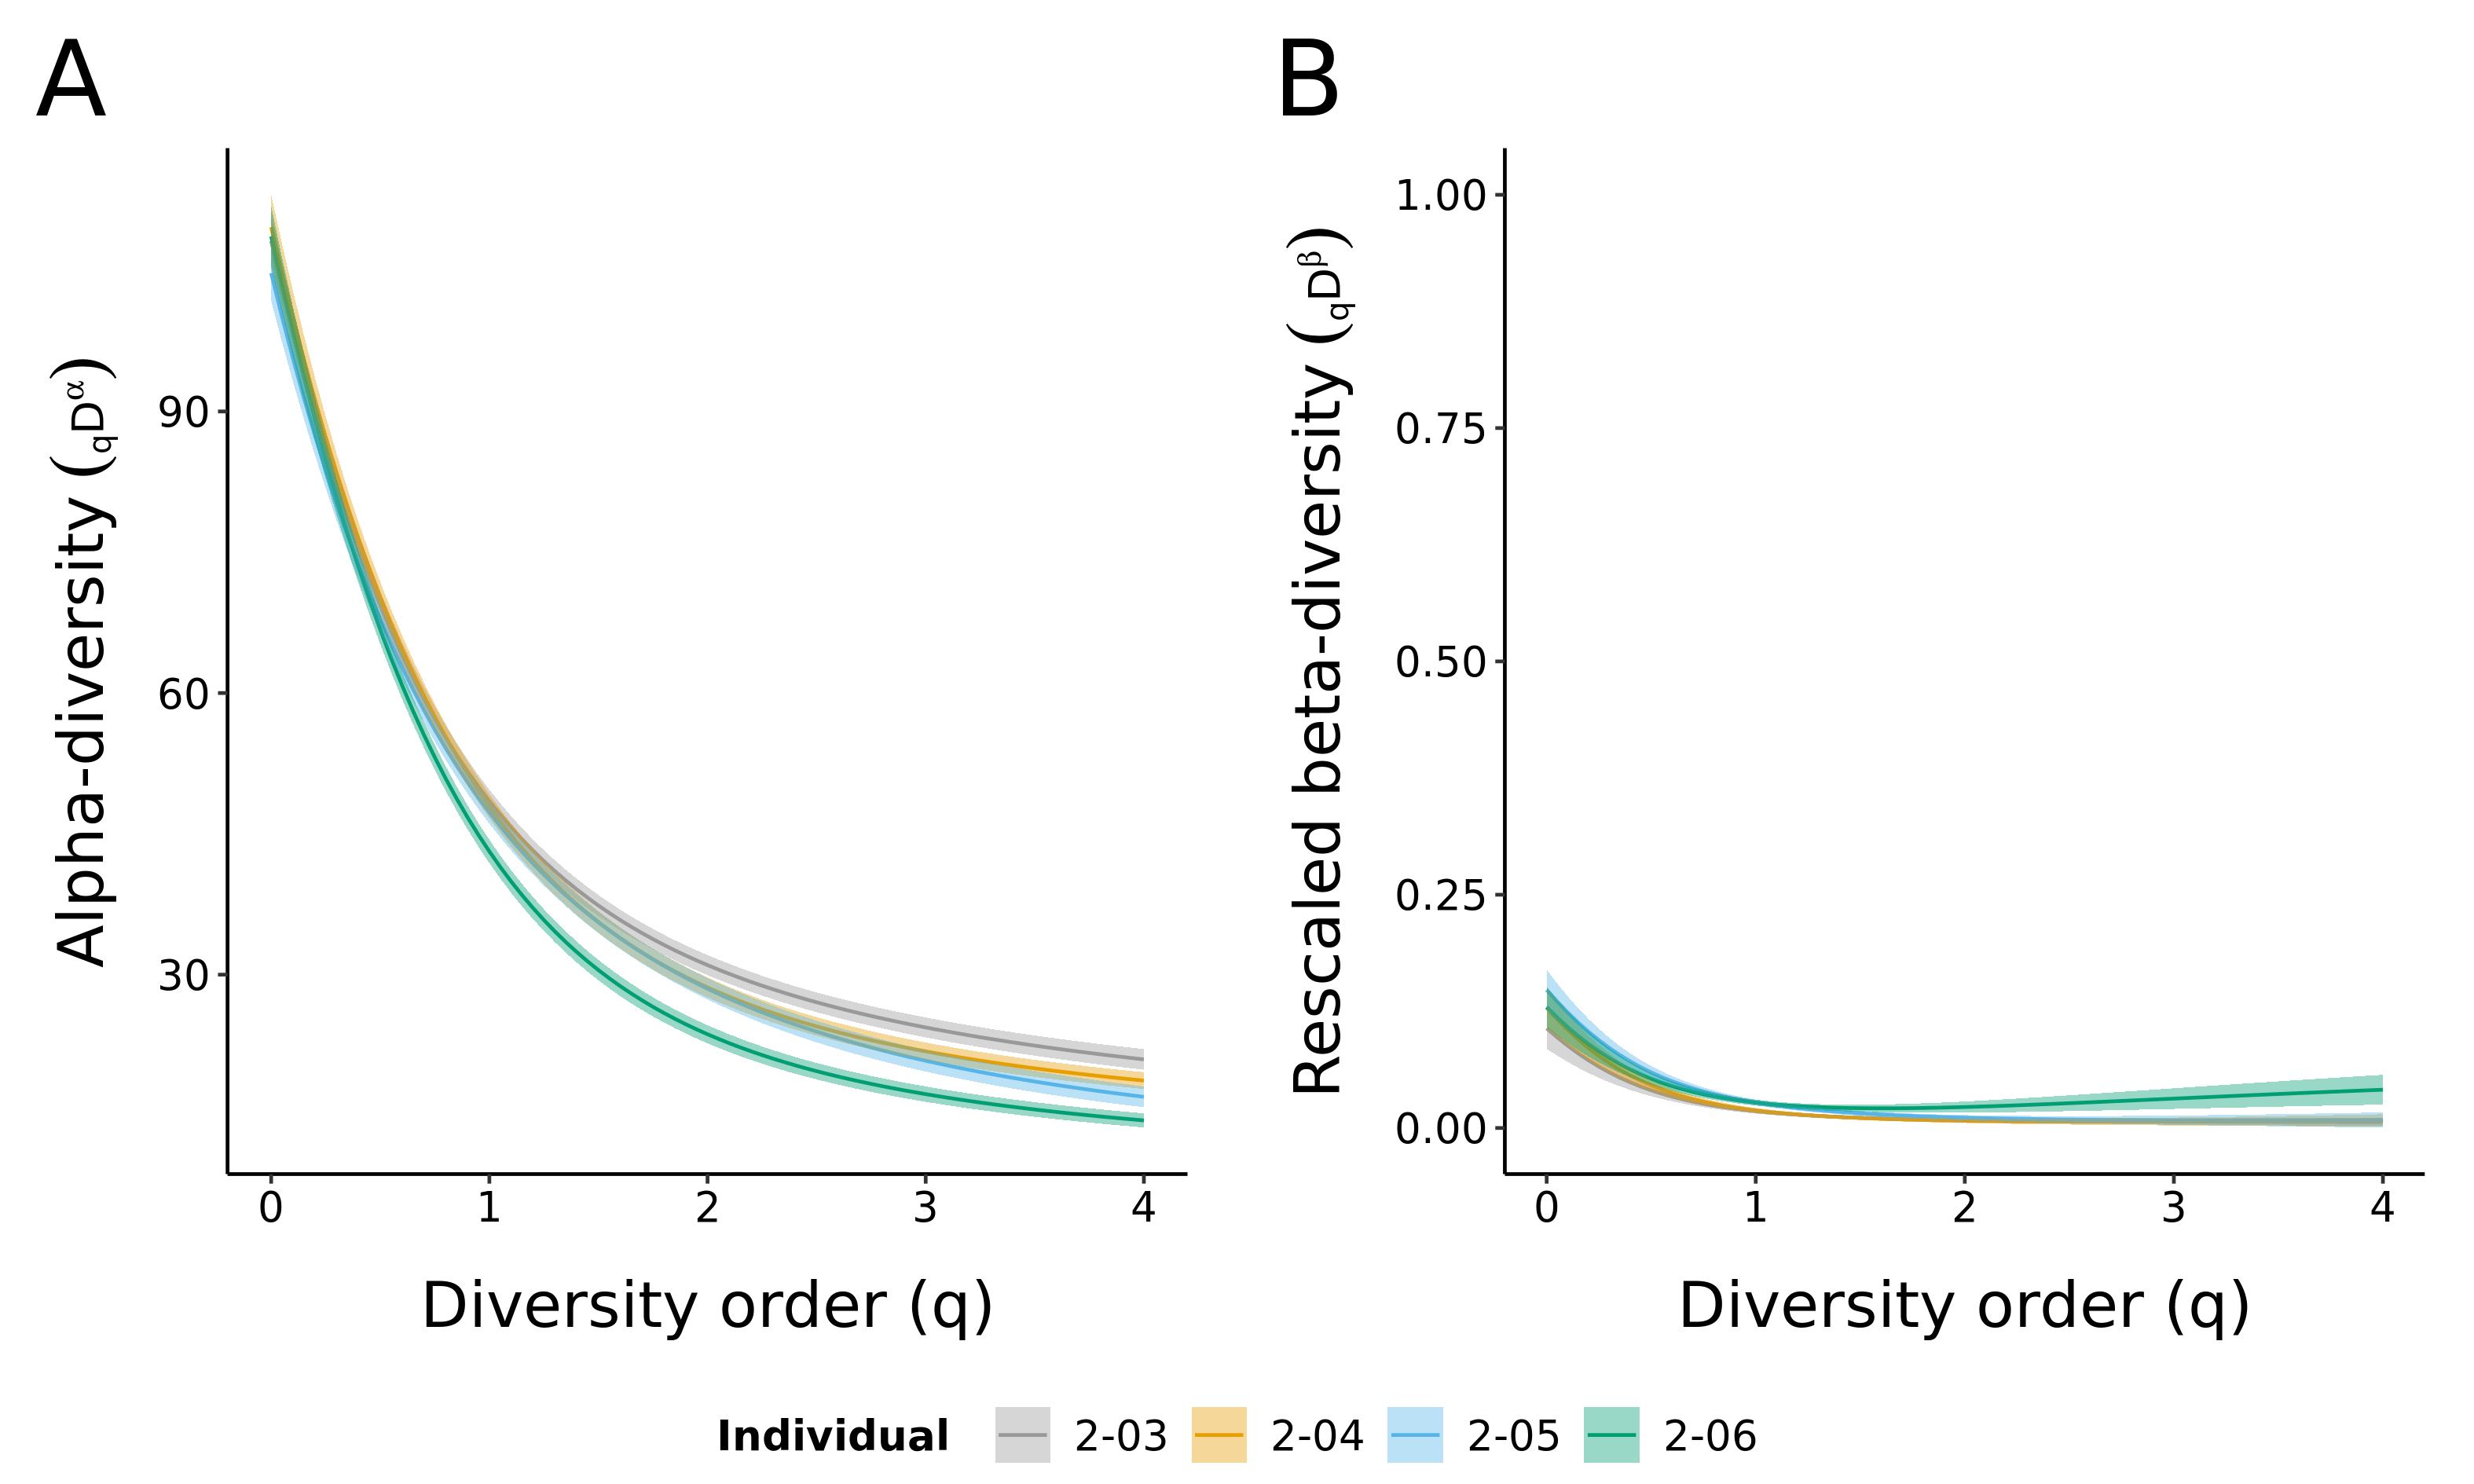 A
B
Alpha-diversity (qDα)
90
60
30
0 1 2 3 4
Diversity order (q)
Rescaled beta-diversity (qDβ)
1.00
0.75
0.50
0.25
0.00
0 1 2 3 4
Diversity order (q)
Individual 2-03 2-04 2-05 2-06